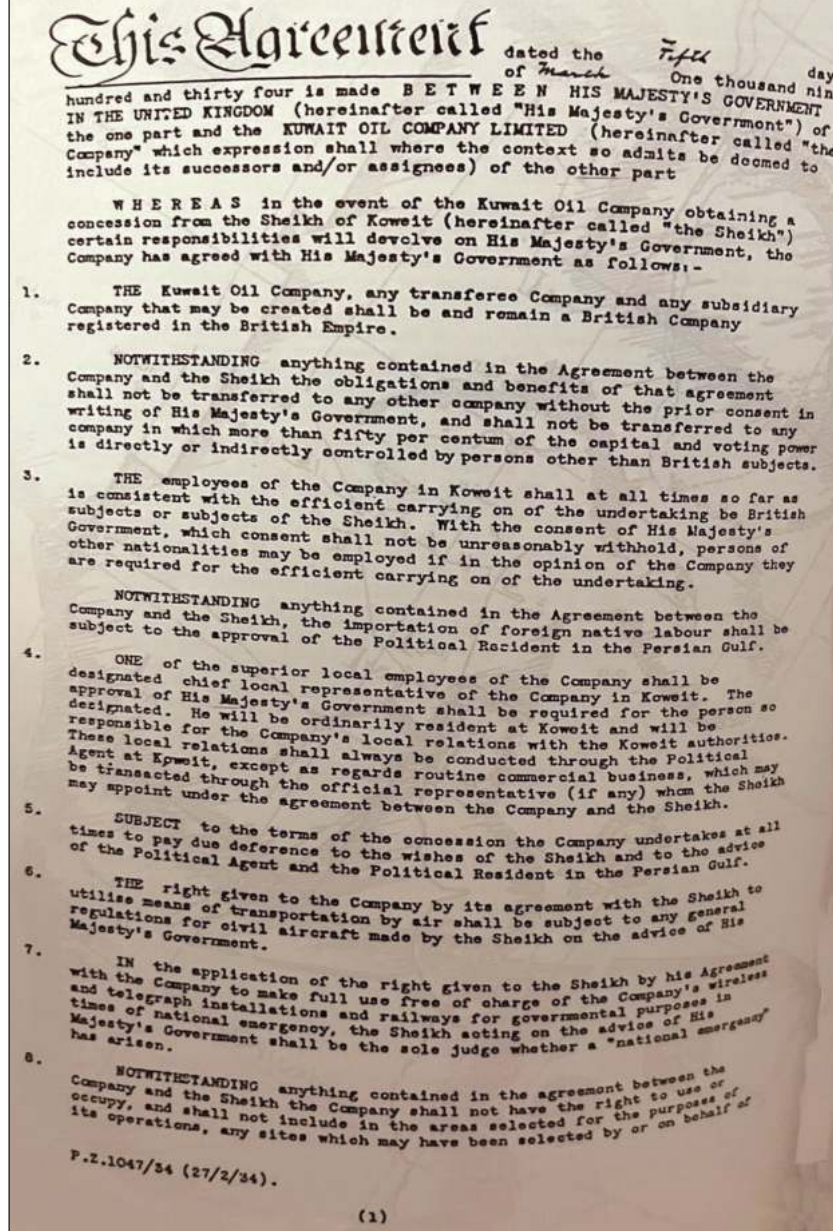 This Agreement dated the Fifth day
of March One thousand nin
hundred and thirty four is made B E T W E E N HIS MAJESTY'S GOVERNMENT
IN THE UNITED KINGDOM (hereinafter called "His Majesty's Government") of
the one part and the KUWAIT OIL COMPANY LIMITED (hereinafter called "the
Company" which expression shall where the context so admits be deemed to
include its successors and/or assignees) of the other part
W H E R E A S in the event of the Kuwait Oil Company obtaining a
concession from the Sheikh of Koweit (hereinafter called "the Sheikh")
certain responsibilities will devolve on His Majesty's Government, the
Company has agreed with His Majesty's Government as follows:-
1. THE Kuwait Oil Company, any transferee Company and any subsidiary
Company that may be created shall be and remain a British Company
registered in the British Empire.
2. NOTWITHSTANDING anything contained in the Agreement between the
Company and the Sheikh the obligations and benefits of that agreement
shall not be transferred to any other company without the prior consent in
writing of His Majesty's Government, and shall not be transferred to any
company in which more than fifty per centum of the capital and voting power
is directly or indirectly controlled by persons other than British subjects.
3. THE employees of the Company in Koweit shall at all times so far as
is consistent with the efficient carrying on of the undertaking be British
subjects or subjects of the Sheikh. With the consent of His Majesty's
Government, which consent shall not be unreasonably withhold, persons of
other nationalities may be employed if in the opinion of the Company they
are required for the efficient carrying on of the undertaking.
NOTWITHSTANDING anything contained in the Agreement between the
Company and the Sheikh, the importation of foreign native labour shall be
subject to the approval of the Political Resident in the Persian Gulf.
4. ONE of the superior local employees of the Company shall be
designated chief local representative of the Company in Koweit. The
approval of His Majesty's Government shall be required for the person so
designated. He will be ordinarily resident at Koweit and will be
responsible for the Company's local relations with the Koweit authorities.
These local relations shall always be conducted through the Political
Agent at Koweit, except as regards routine commercial business, which may
be transacted through the official representative (if any) whom the Sheikh
may appoint under the agreement between the Company and the Sheikh.
5. SUBJECT to the terms of the concession the Company undertakes at all
times to pay due deference to the wishes of the Sheikh and to the advice
of the Political Agent and the Political Resident in the Persian Gulf.
6. THE right given to the Company by its agreement with the Sheikh to
utilise means of transportation by air shall be subject to any general
regulations for civil aircraft made by the Sheikh on the advice of His
Majesty's Government.
7. IN the application of the right given to the Sheikh by his Agreement
with the Company to make full use free of charge of the Company's wireless
and telegraph installations and railways for governmental purposes in
times of national emergency, the Sheikh acting on the advice of His
Majesty's Government shall be the sole judge whether a "national emergency"
has arisen.
8. NOTWITHSTANDING anything contained in the agreement between the
Company and the Sheikh the Company shall not have the right to use or
occupy, and shall not include in the areas selected for the purposes of
its operations, any sites which may have been selected by or on behalf of
P.Z.1047/34 (27/2/34).
(1)